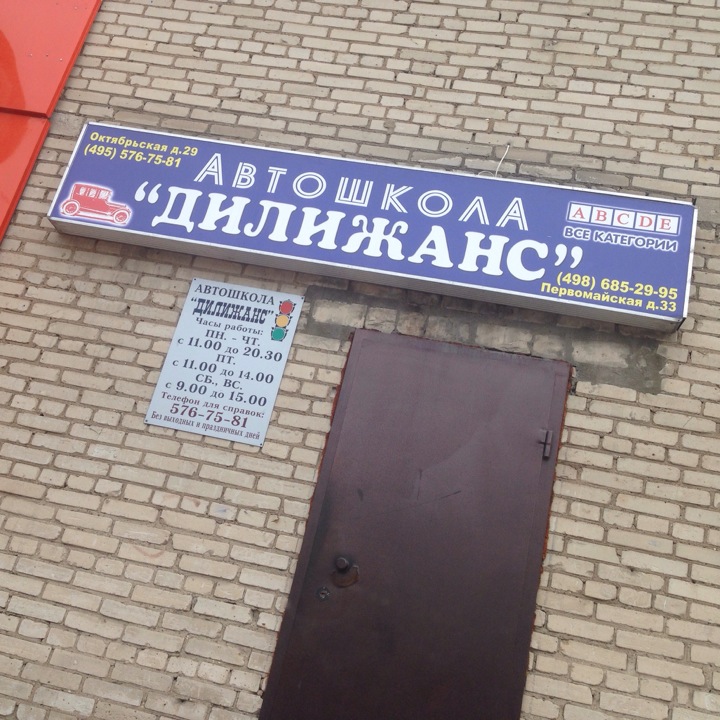 Октябрьская д.29
(495) 576-75-81
АВТОШКОЛА
"ДИЛИЖАНС"
A B C D E
ВСЕ КАТЕГОРИИ
(498) 685-29-95
Первомайская д.33
АВТОШКОЛА
"ДИЛИЖАНС"
Часы работы:
ПН. - ЧТ.
с 11.00 до 20.30
ПТ.
с 11.00 до 14.00
СБ., ВС.
с 9.00 до 15.00
Телефон для справок:
576-75-81
Без выходных и праздничных дней